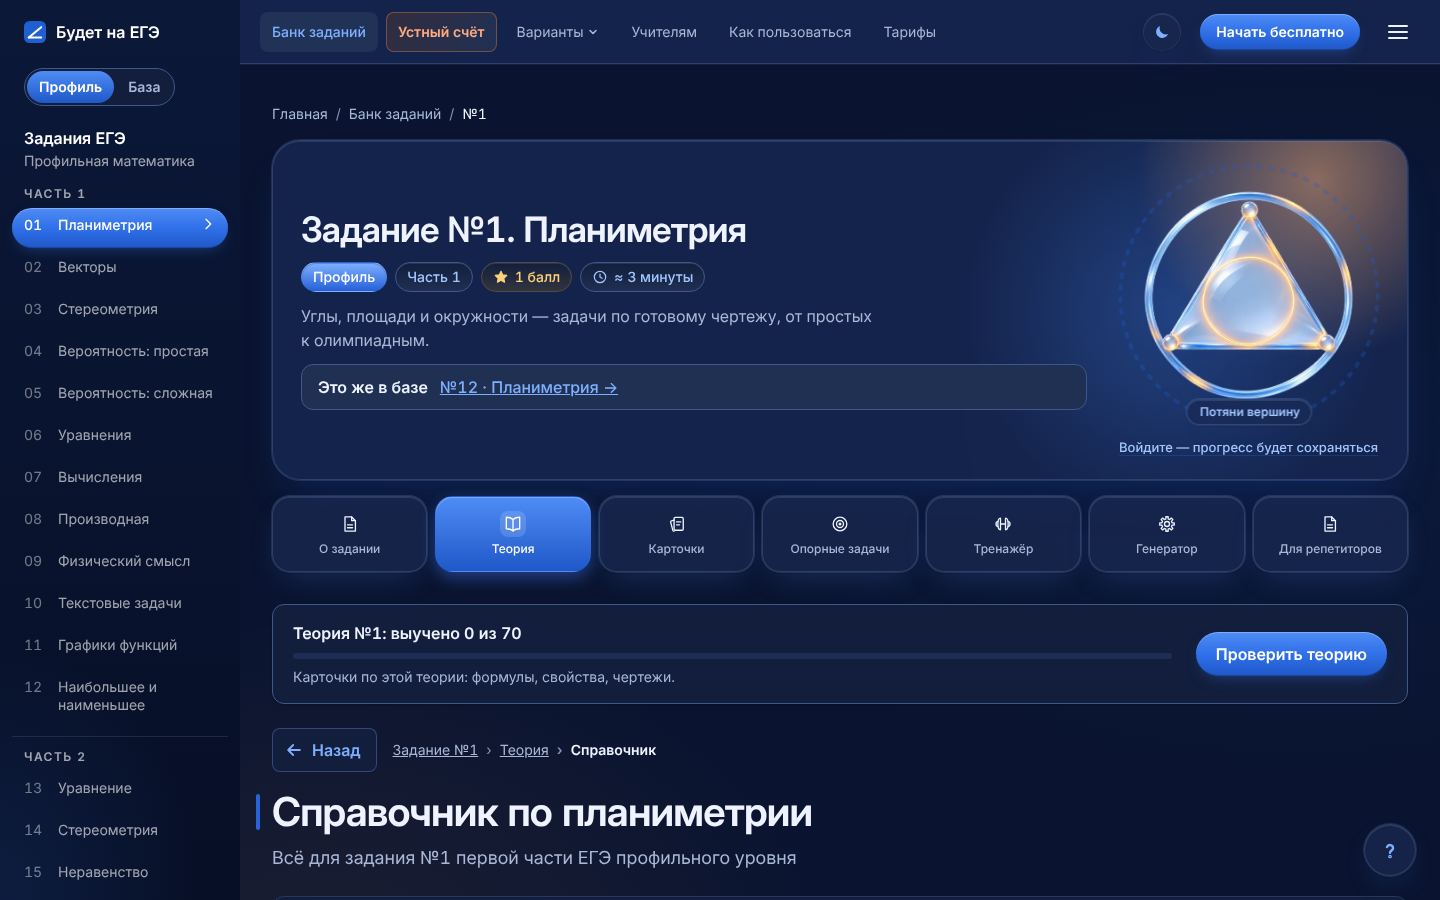 Будет на ЕГЭ
Профиль База
Задания ЕГЭ
Профильная математика
ЧАСТЬ 1
01 Планиметрия
02 Векторы
03 Стереометрия
04 Вероятность: простая
05 Вероятность: сложная
06 Уравнения
07 Вычисления
08 Производная
09 Физический смысл
10 Текстовые задачи
11 Графики функций
12 Наибольшее и
наименьшее
ЧАСТЬ 2
13 Уравнение
14 Стереометрия
15 Неравенство
Банк заданий Устный счёт Варианты Учителям Как пользоваться Тарифы Начать бесплатно
Главная / Банк заданий / №1
Задание №1. Планиметрия
Профиль Часть 1 1 балл ≈ 3 минуты
Углы, площади и окружности — задачи по готовому чертежу, от простых
к олимпиадным.
Это же в базе №12 · Планиметрия →
Потяни вершину
Войдите — прогресс будет сохраняться
О задании Теория Карточки Опорные задачи Тренажёр Генератор Для репетиторов
Теория №1: выучено 0 из 70
Карточки по этой теории: формулы, свойства, чертежи.
Проверить теорию
← Назад Задание №1 › Теория › Справочник
Справочник по планиметрии
Всё для задания №1 первой части ЕГЭ профильного уровня
?